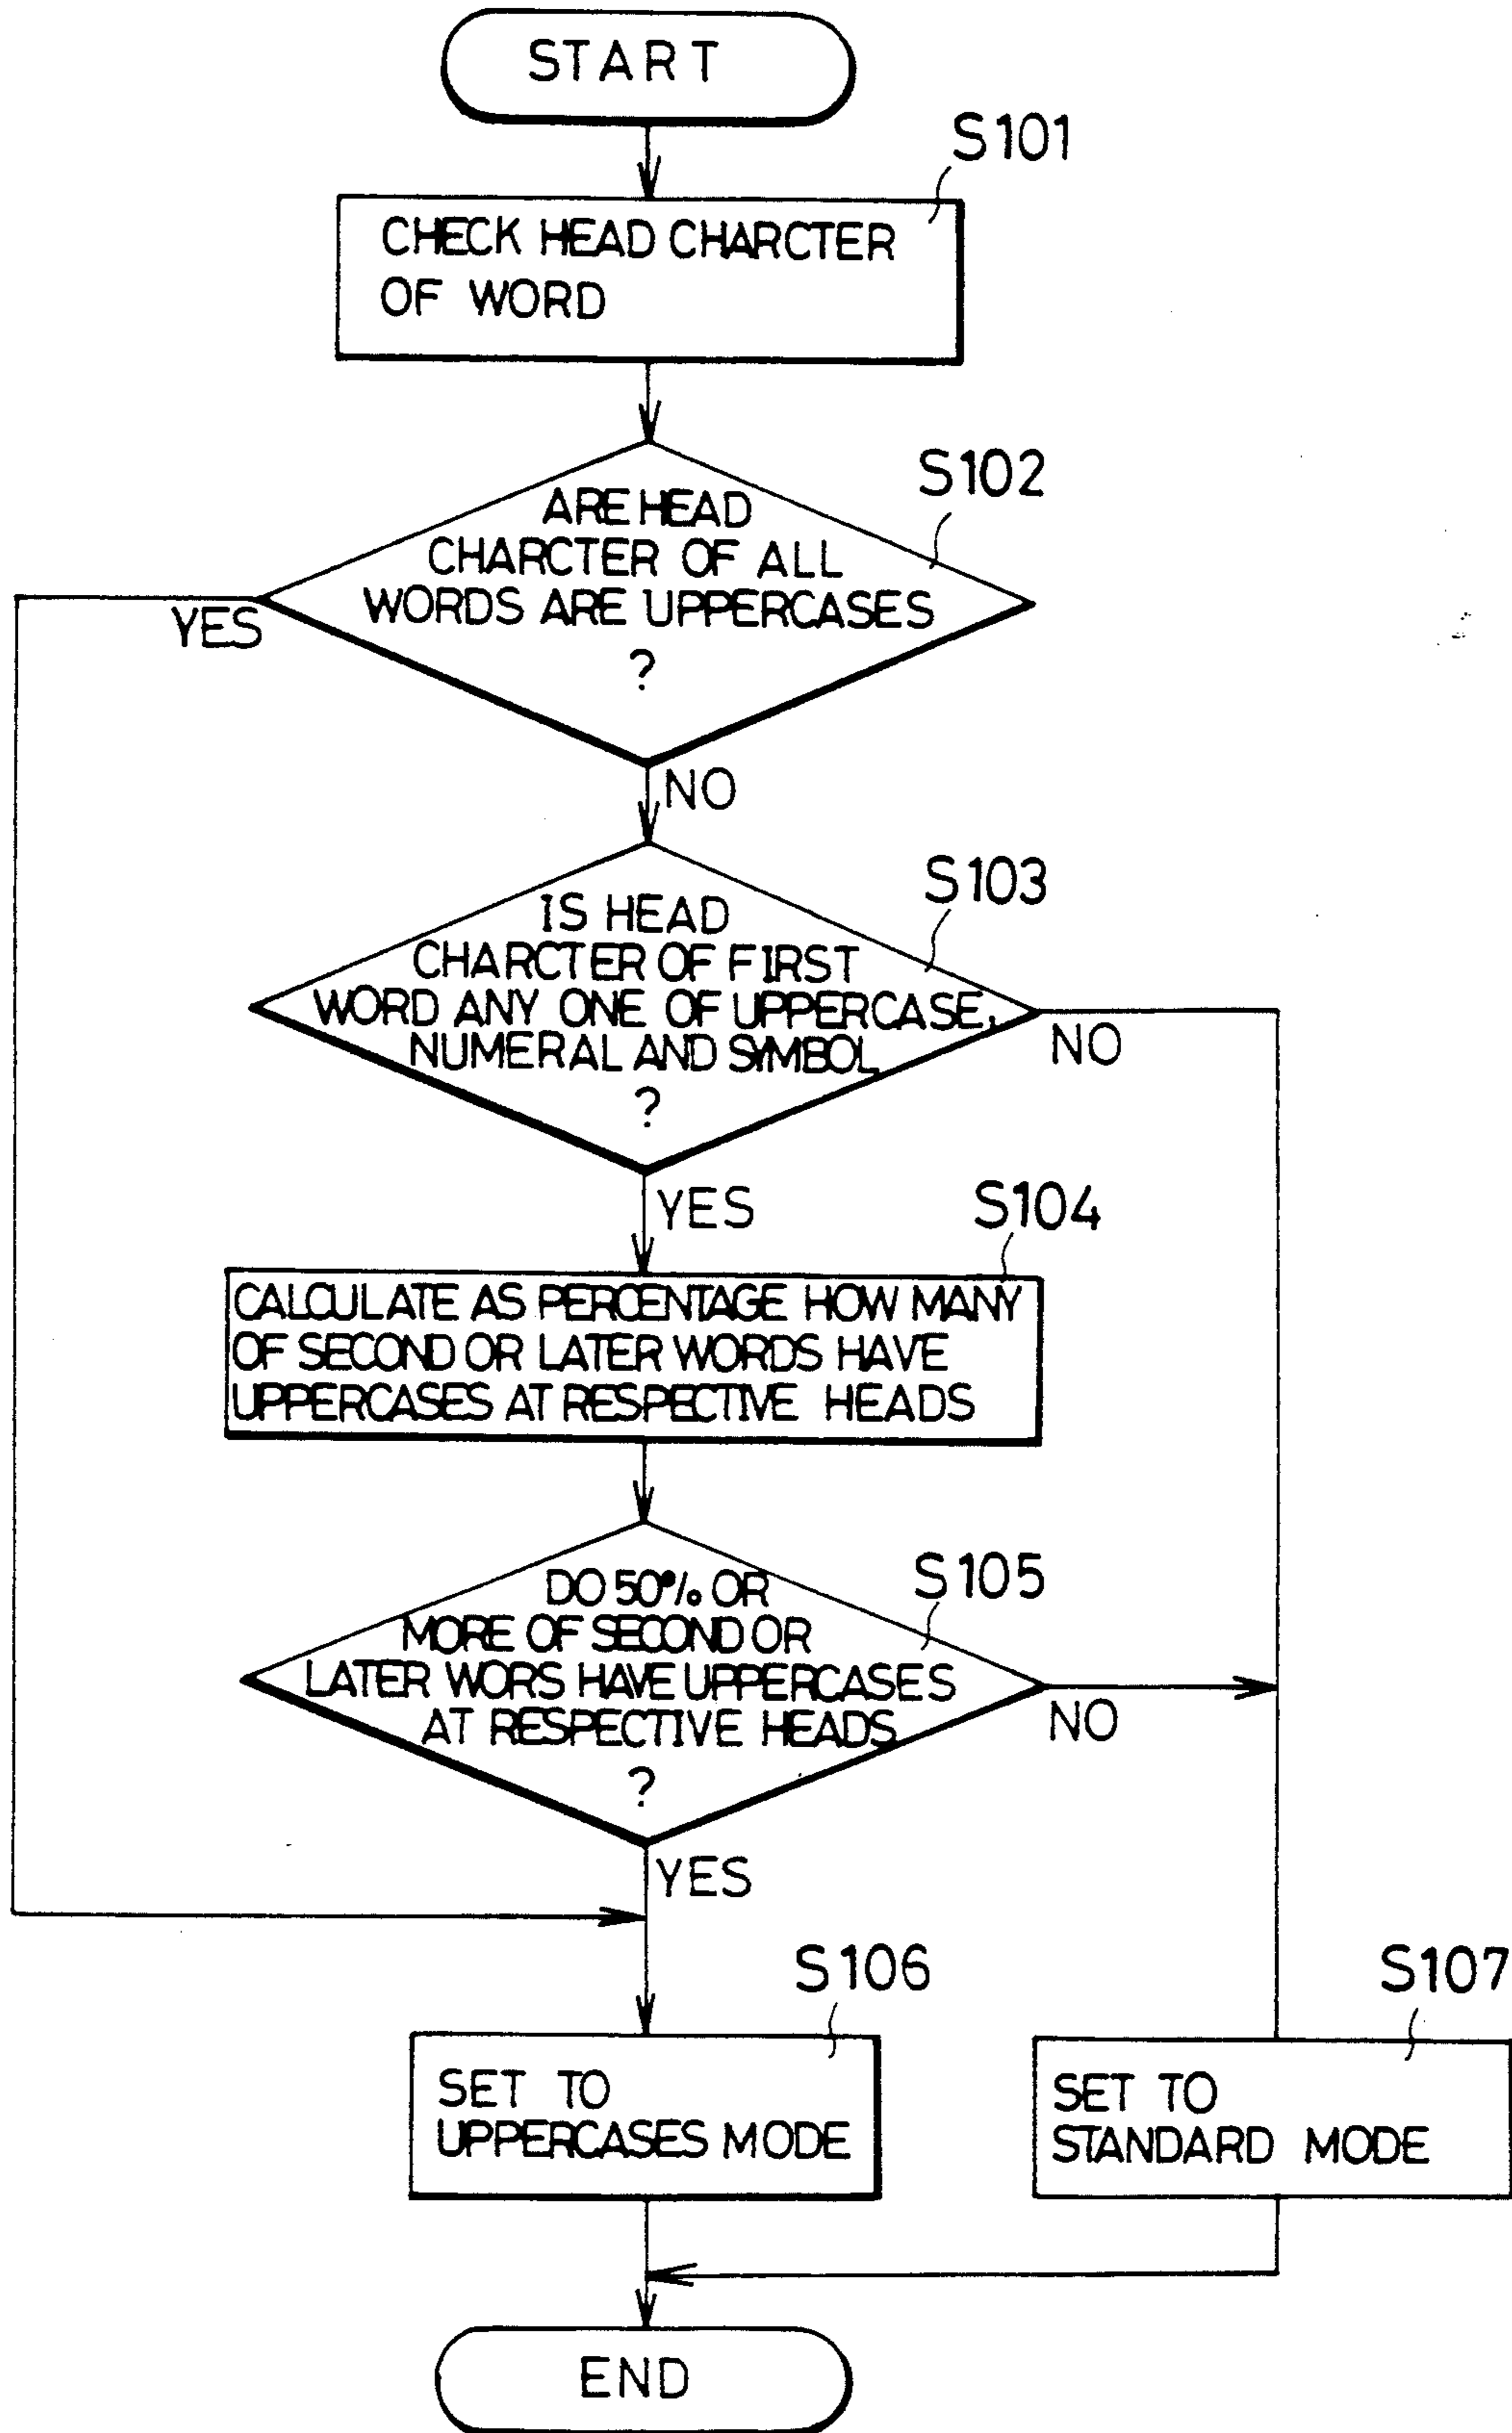 START
S101
CHECK HEAD CHARCTER
OF WORD
S102
ARE HEAD
CHARCTER OF ALL
WORDS ARE UPPERCASES
?
YES
NO
S103
IS HEAD
CHARCTER OF FIRST
WORD ANY ONE OF UPPERCASE,
NUMERAL AND SYMBOL
?
NO
YES
S104
CALCULATE AS PERCENTAGE HOW MANY
OF SECOND OR LATER WORDS HAVE
UPPERCASES AT RESPECTIVE HEADS
S105
DO 50% OR
MORE OF SECOND OR
LATER WORS HAVE UPPERCASES
AT RESPECTIVE HEADS
?
NO
YES
S106
SET TO
UPPERCASES MODE
S107
SET TO
STANDARD MODE
END